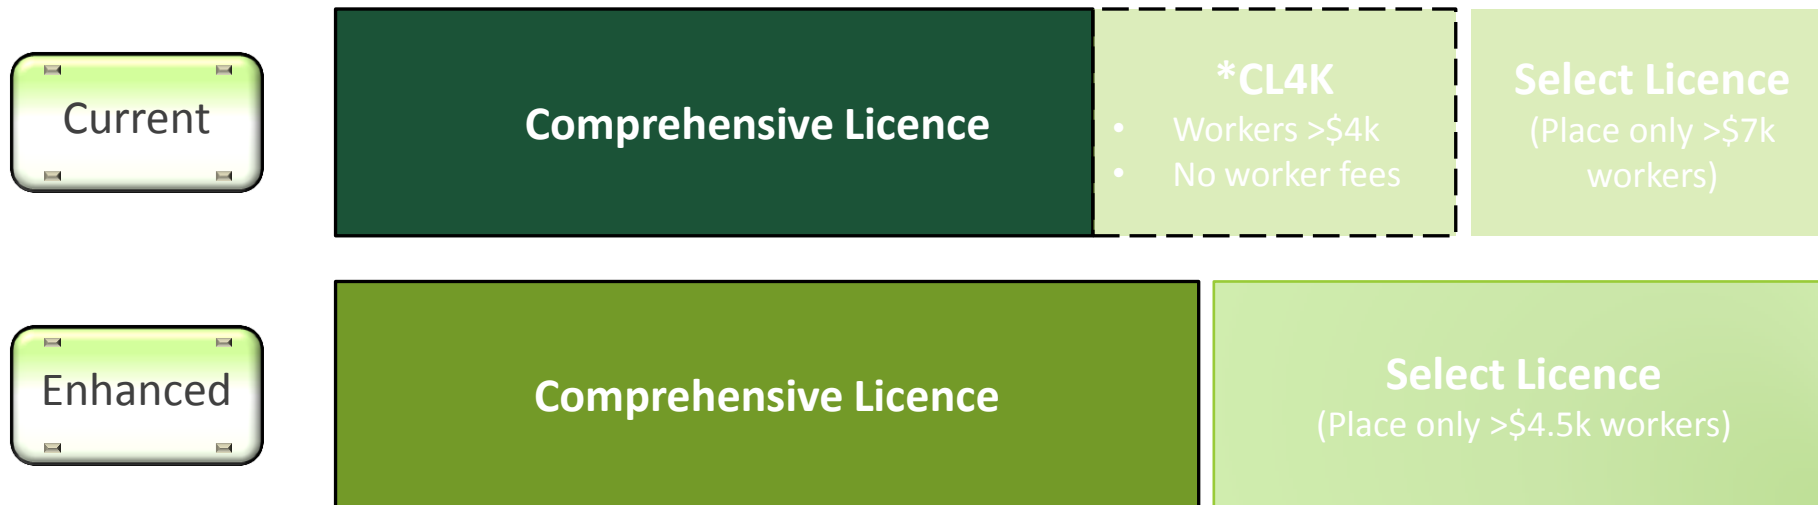 Current
Comprehensive Licence
*CL4K
• Workers >$4k
• No worker fees
Select Licence
(Place only >$7k
workers)
Enhanced
Comprehensive Licence
Select Licence
(Place only >$4.5k workers)